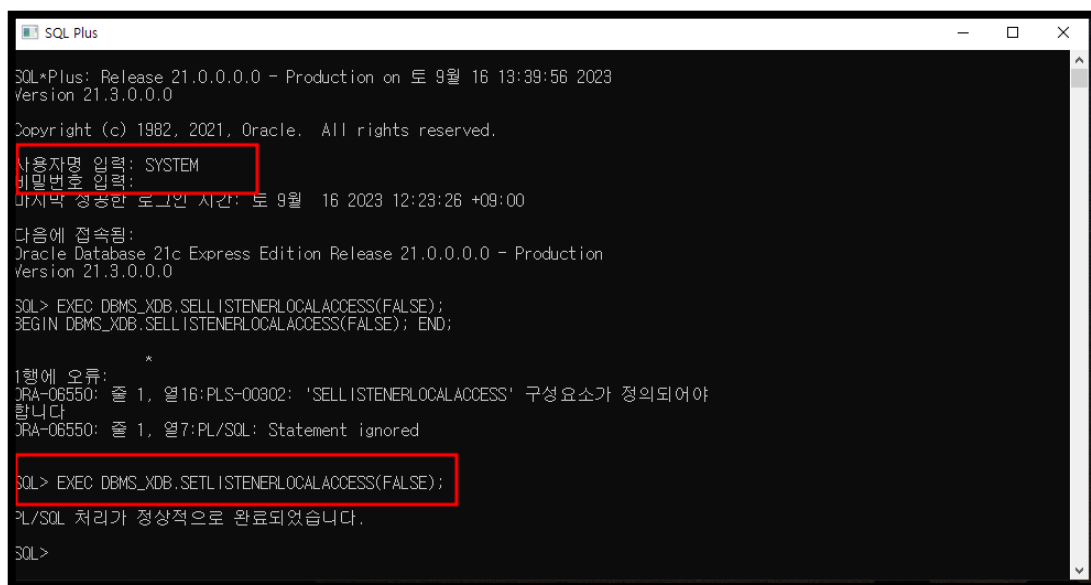 SQL Plus
SQL*Plus: Release 21.0.0.0.0 - Production on 토 9월 16 13:39:56 2023
Version 21.3.0.0.0
Copyright (c) 1982, 2021, Oracle.  All rights reserved.
사용자명 입력: SYSTEM
비밀번호 입력:
마지막 성공한 로그인 시간: 토 9월  16 2023 12:23:26 +09:00
다음에 접속됨:
Oracle Database 21c Express Edition Release 21.0.0.0.0 - Production
Version 21.3.0.0.0
SQL> EXEC DBMS_XDB.SELLISTENERLOCALACCESS(FALSE);
BEGIN DBMS_XDB.SELLISTENERLOCALACCESS(FALSE); END;
*
1행에 오류:
ORA-06550: 줄 1, 열16:PLS-00302: 'SELLISTENERLOCALACCESS' 구성요소가 정의되어야
합니다
ORA-06550: 줄 1, 열7:PL/SQL: Statement ignored
SQL> EXEC DBMS_XDB.SETLISTENERLOCALACCESS(FALSE);
PL/SQL 처리가 정상적으로 완료되었습니다.
SQL>